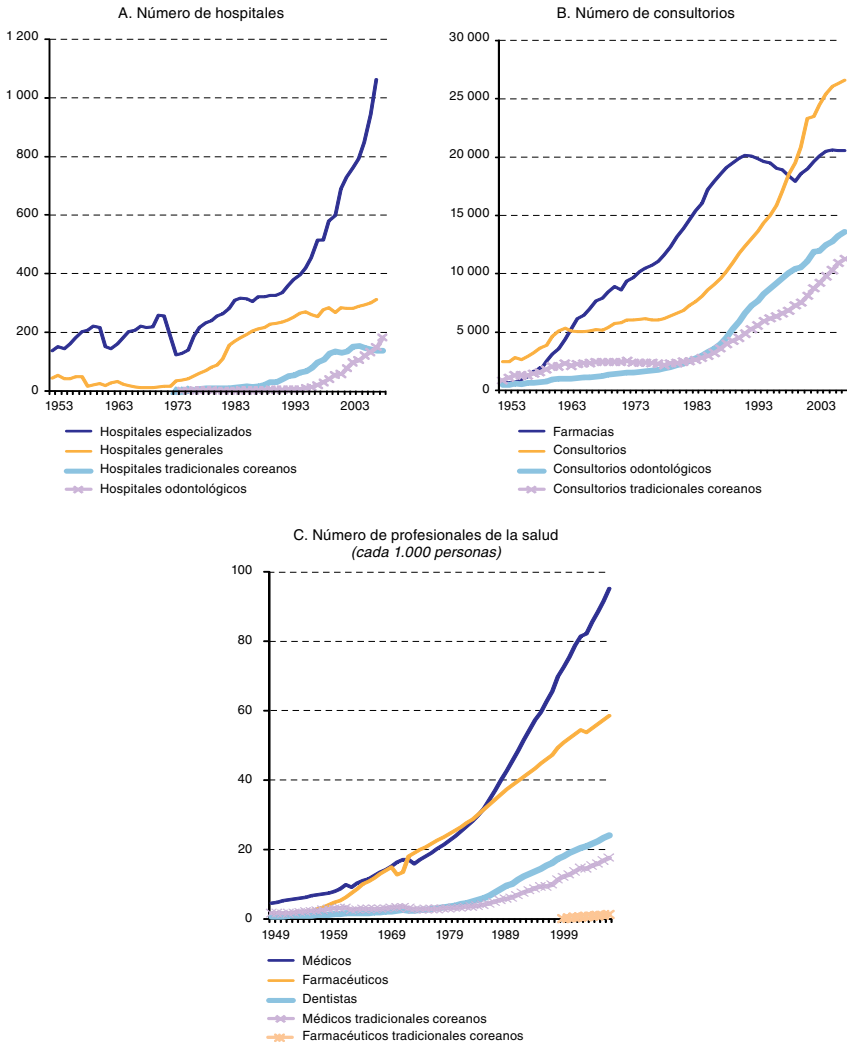 A. Número de hospitales
1 200
1 000
800
600
400
200
0
1953 1963 1973 1983 1993 2003
Hospitales especializados
Hospitales generales
Hospitales tradicionales coreanos
Hospitales odontológicos
B. Número de consultorios
30 000
25 000
20 000
15 000
10 000
5 000
0
1953 1963 1973 1983 1993 2003
Farmacias
Consultorios
Consultorios odontológicos
Consultorios tradicionales coreanos
C. Número de profesionales de la salud
(cada 1.000 personas)
100
80
60
40
20
0
1949 1959 1969 1979 1989 1999
Médicos
Farmacéuticos
Dentistas
Médicos tradicionales coreanos
Farmacéuticos tradicionales coreanos